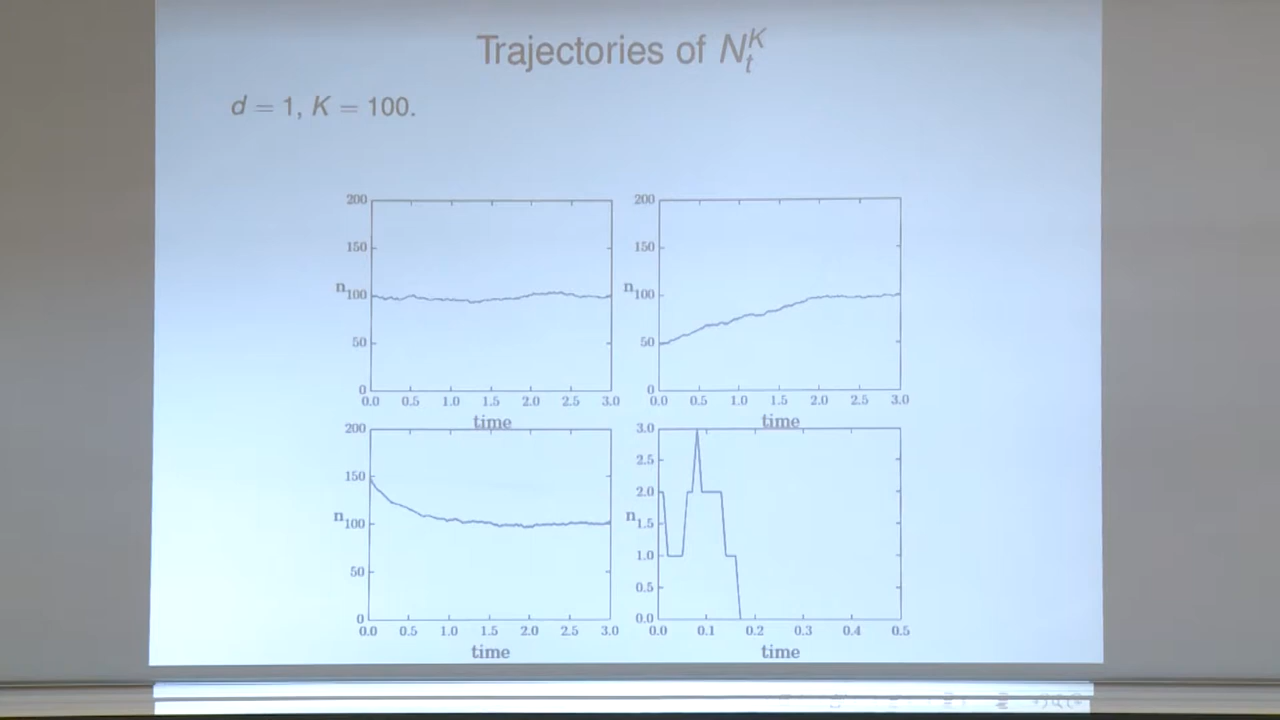 Trajectories of N_t^K
d = 1, K = 100.
200
150
n 100
50
0
0.0 0.5 1.0 1.5 2.0 2.5 3.0
time
200
150
n 100
50
0
0.0 0.5 1.0 1.5 2.0 2.5 3.0
time
200
150
n 100
50
0
0.0 0.5 1.0 1.5 2.0 2.5 3.0
time
3.0
2.5
2.0
n 1.5
1.0
0.5
0.0
0.0 0.1 0.2 0.3 0.4 0.5
time